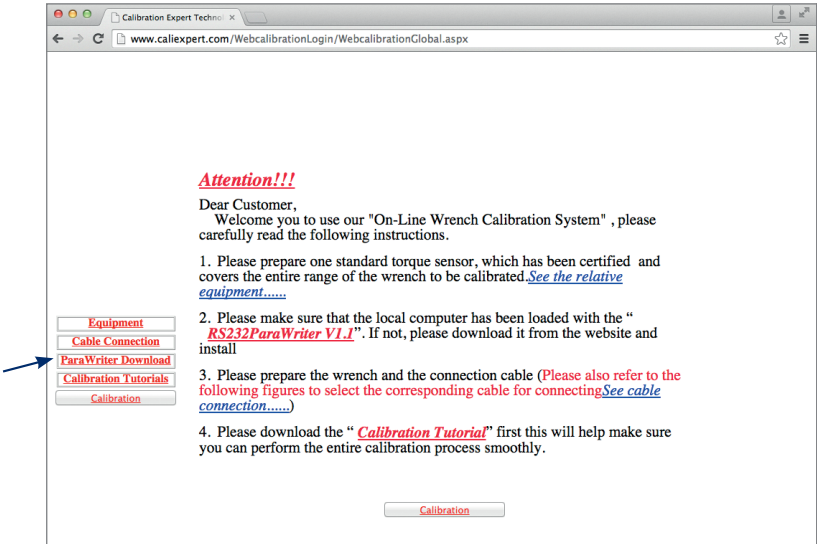 Calibration Expert Technol
www.caliexpert.com/WebcalibrationLogin/WebcalibrationGlobal.aspx
Attention!!!
Dear Customer,
Welcome you to use our "On-Line Wrench Calibration System" , please
carefully read the following instructions.
1. Please prepare one standard torque sensor, which has been certified and
covers the entire range of the wrench to be calibrated.See the relative
equipment......
2. Please make sure that the local computer has been loaded with the “
RS232ParaWriter V1.1”. If not, please download it from the website and
install
3. Please prepare the wrench and the connection cable (Please also refer to the
following figures to select the corresponding cable for connectingSee cable
connection......)
4. Please download the “ Calibration Tutorial” first this will help make sure
you can perform the entire calibration process smoothly.
Equipment
Cable Connection
ParaWriter Download
Calibration Tutorials
Calibration
Calibration